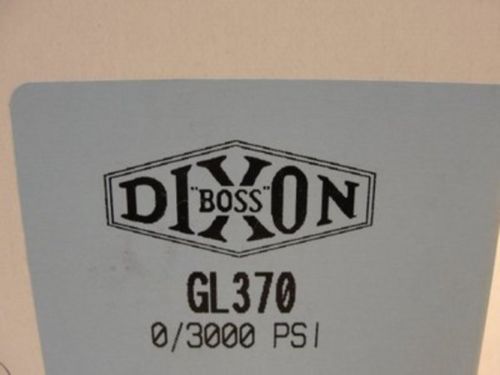 DIXON
"BOSS"
GL370
0/3000 PSI